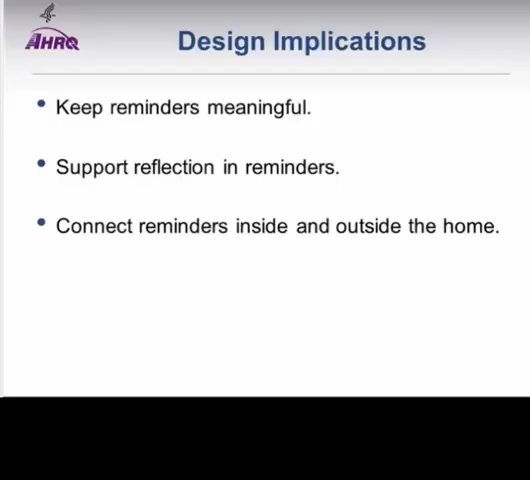 AHRQ
Design Implications
• Keep reminders meaningful.
• Support reflection in reminders.
• Connect reminders inside and outside the home.